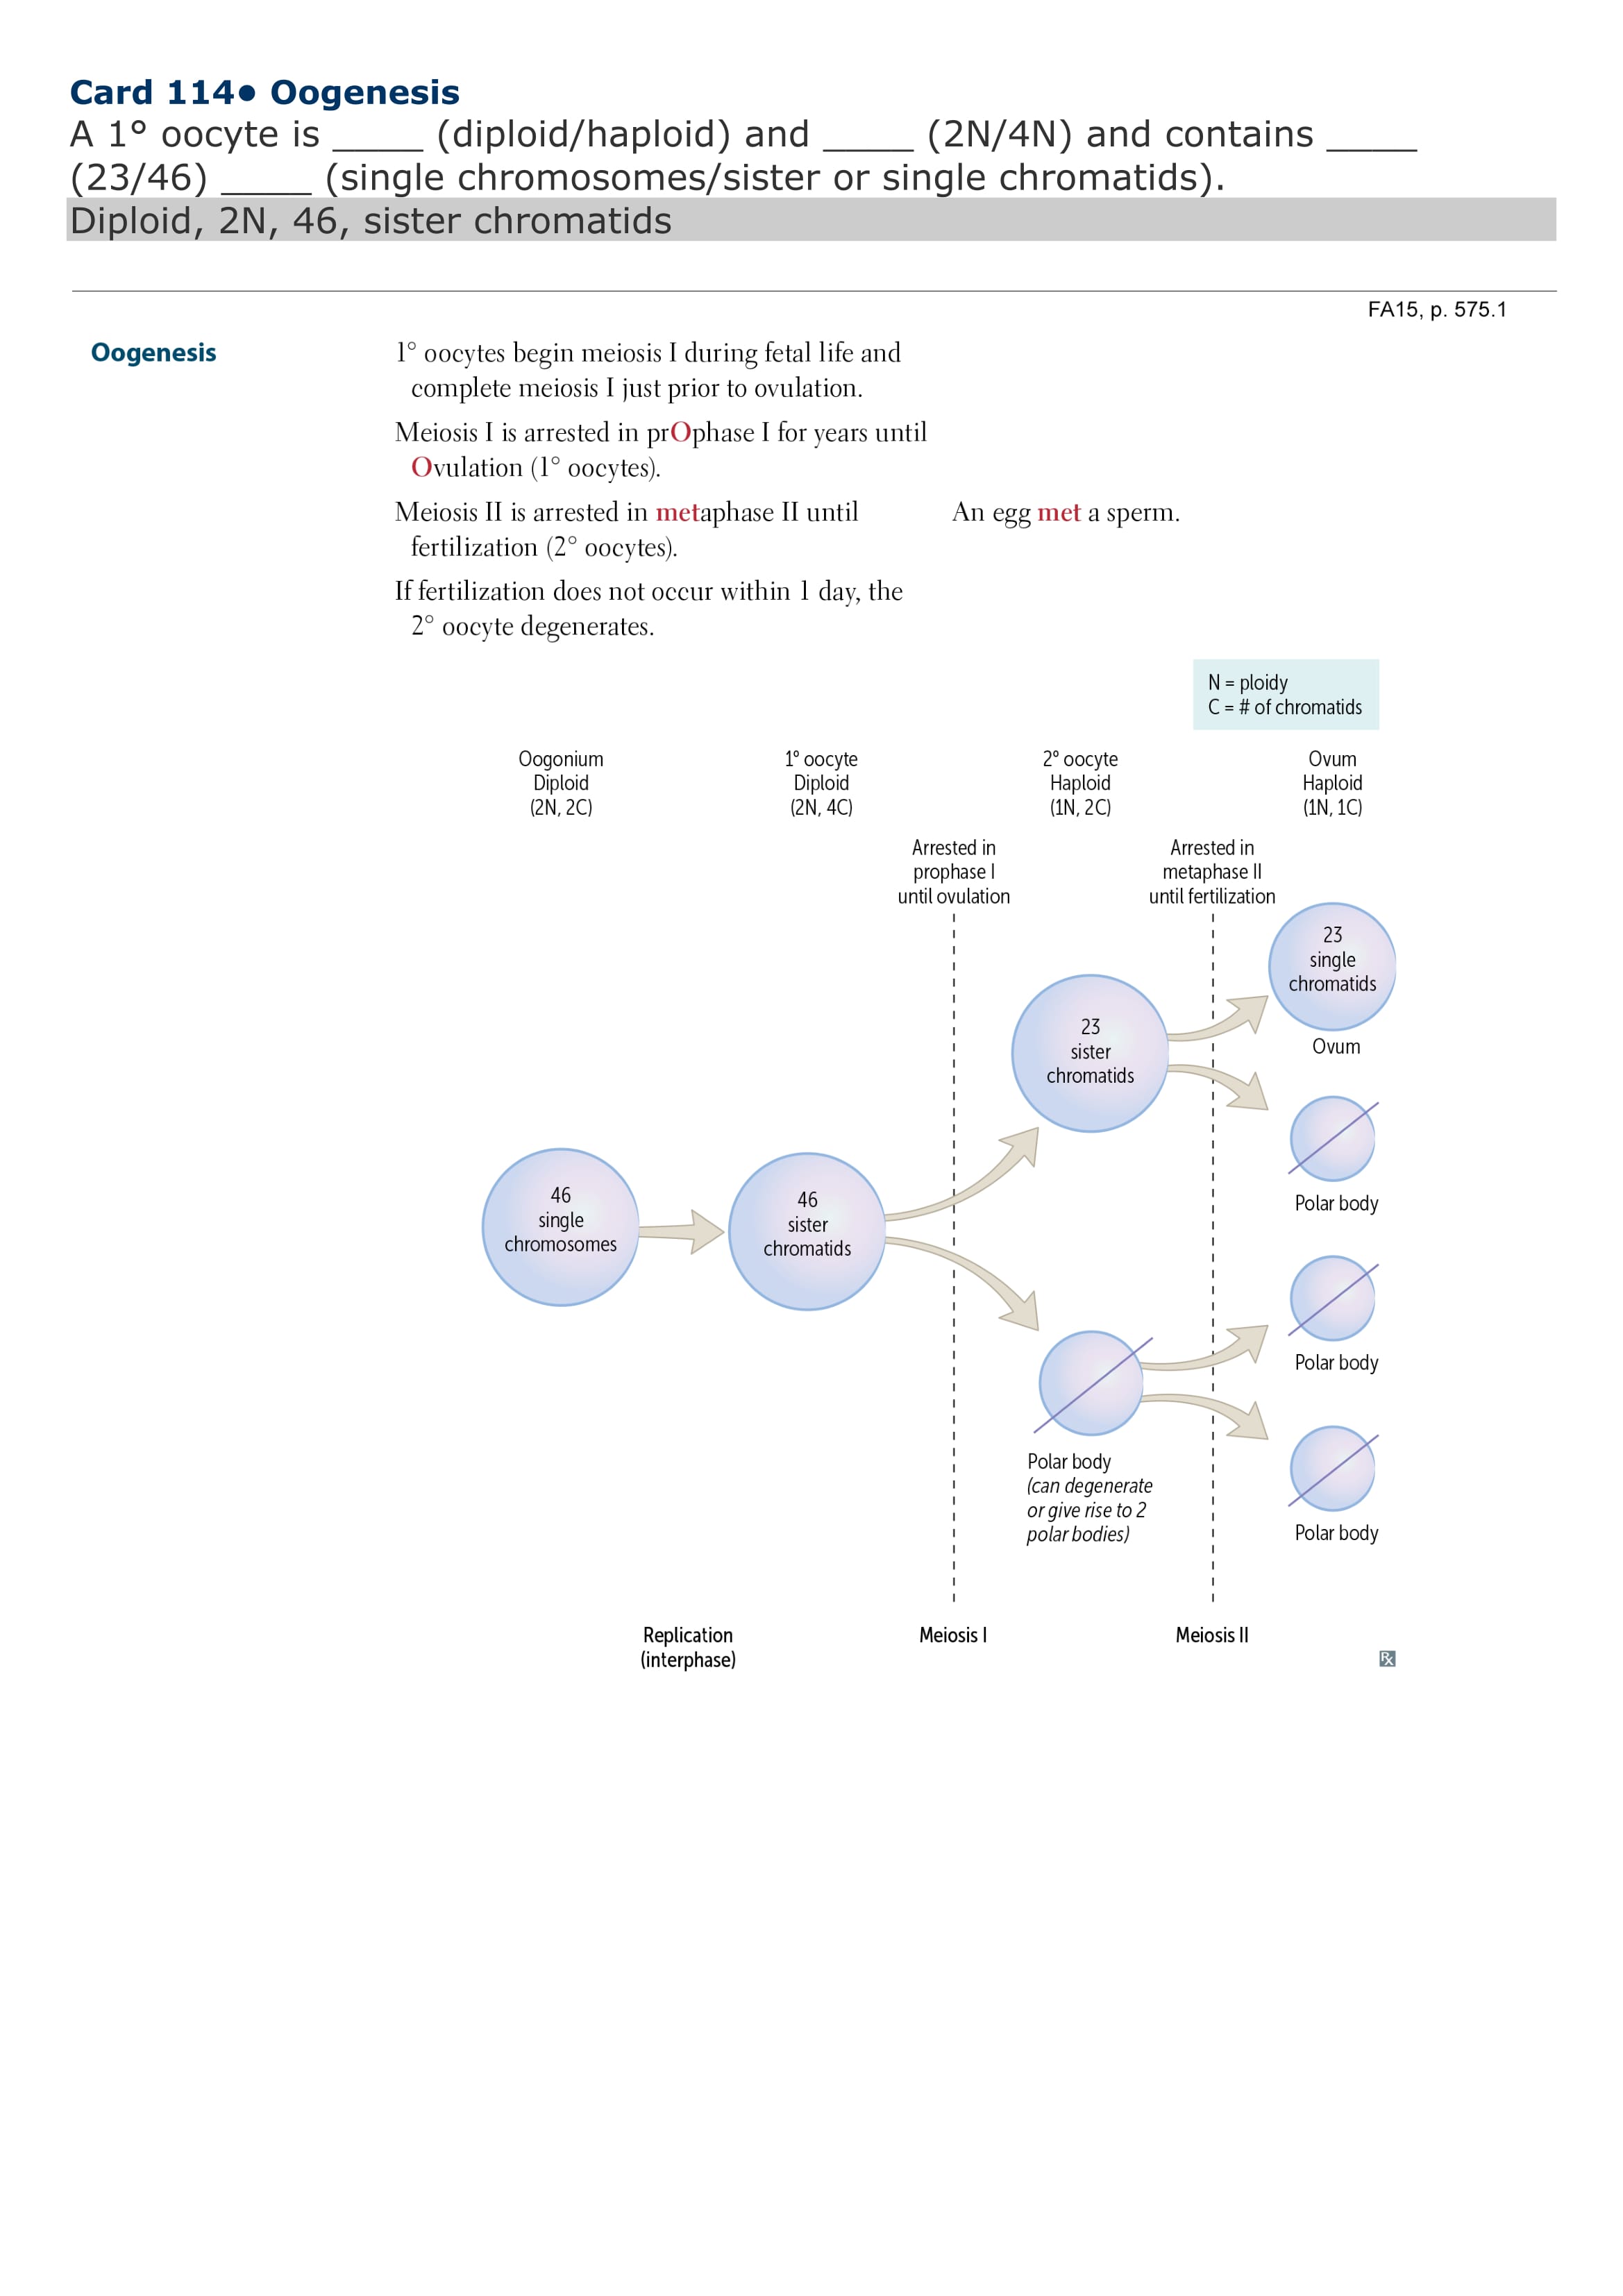 Card 114• Oogenesis
A 1° oocyte is _____ (diploid/haploid) and _____ (2N/4N) and contains _____
(23/46) _____ (single chromosomes/sister or single chromatids).
Diploid, 2N, 46, sister chromatids
FA15, p. 575.1
Oogenesis
1° oocytes begin meiosis I during fetal life and
complete meiosis I just prior to ovulation.
Meiosis I is arrested in prOphase I for years until
Ovulation (1° oocytes).
Meiosis II is arrested in metaphase II until
fertilization (2° oocytes).
An egg met a sperm.
If fertilization does not occur within 1 day, the
2° oocyte degenerates.
N = ploidy
C = # of chromatids
Oogonium
Diploid
(2N, 2C)
1° oocyte
Diploid
(2N, 4C)
2° oocyte
Haploid
(1N, 2C)
Ovum
Haploid
(1N, 1C)
Arrested in
prophase I
until ovulation
Arrested in
metaphase II
until fertilization
46
single
chromosomes
46
sister
chromatids
23
sister
chromatids
23
single
chromatids
Ovum
Polar body
Polar body
Polar body
(can degenerate
or give rise to 2
polar bodies)
Polar body
Replication
(interphase)
Meiosis I
Meiosis II
Rx